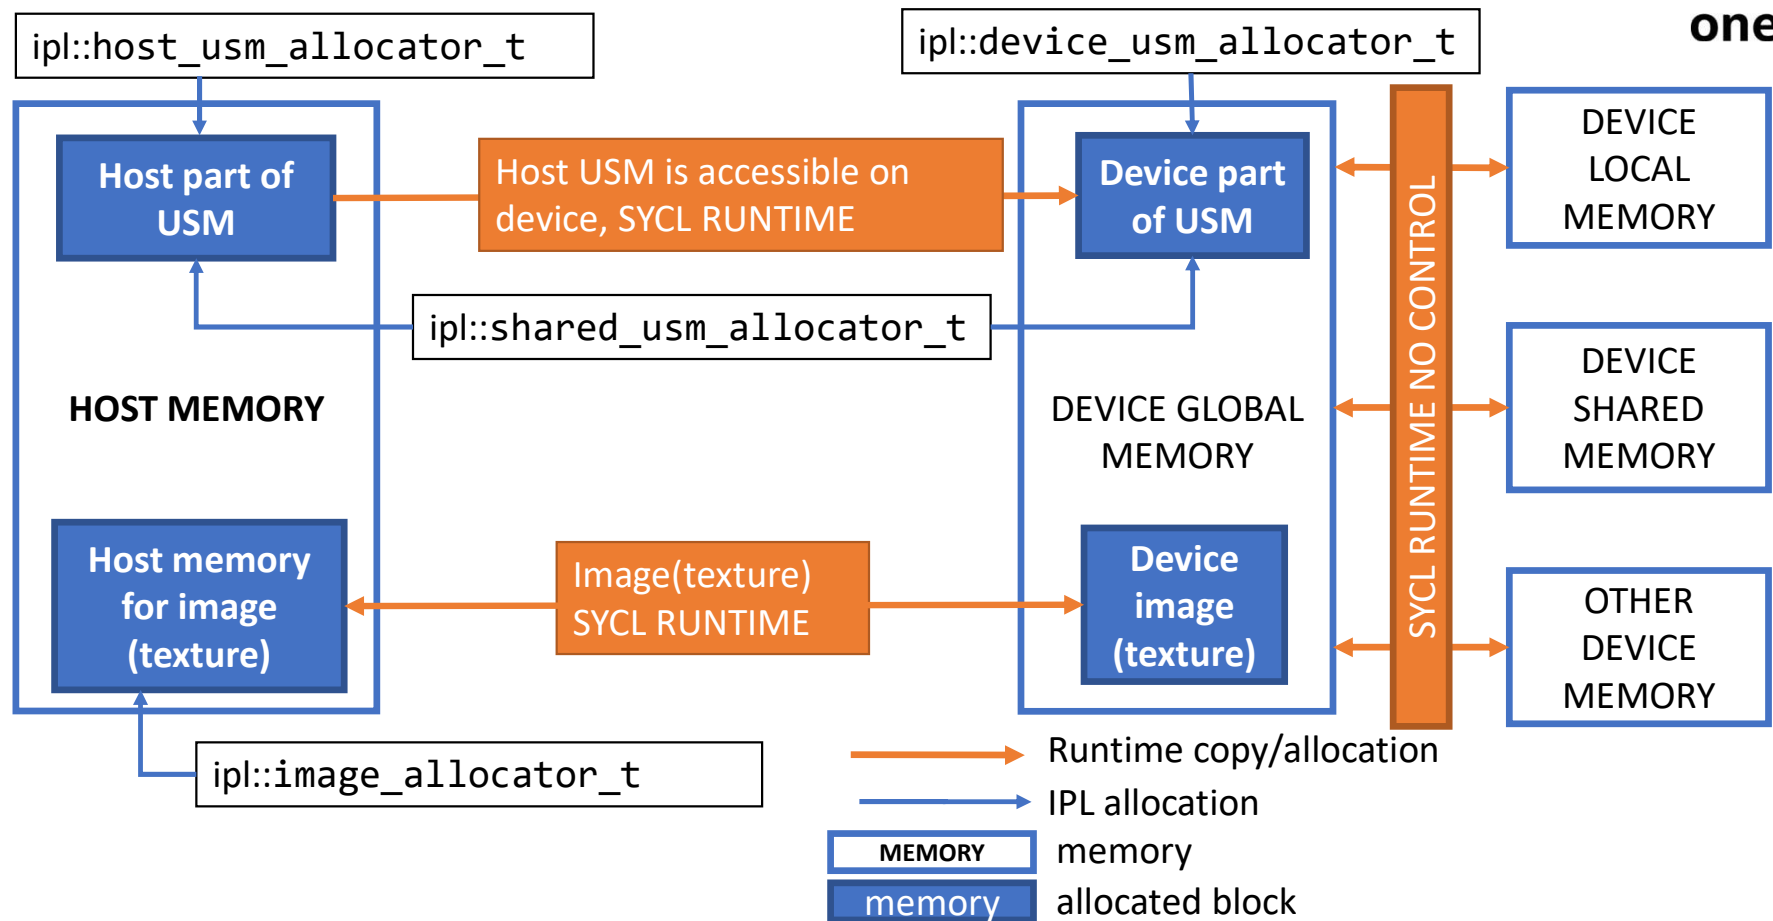 ipl::host_usm_allocator_t
ipl::device_usm_allocator_t
one
Host part of
USM
Host USM is accessible on
device, SYCL RUNTIME
Device part
of USM
SYCL RUNTIME NO CONTROL
DEVICE
LOCAL
MEMORY
ipl::shared_usm_allocator_t
HOST MEMORY
DEVICE GLOBAL
MEMORY
DEVICE
SHARED
MEMORY
Host memory
for image
(texture)
Image(texture)
SYCL RUNTIME
Device
image
(texture)
OTHER
DEVICE
MEMORY
ipl::image_allocator_t
Runtime copy/allocation
IPL allocation
MEMORY memory
memory allocated block